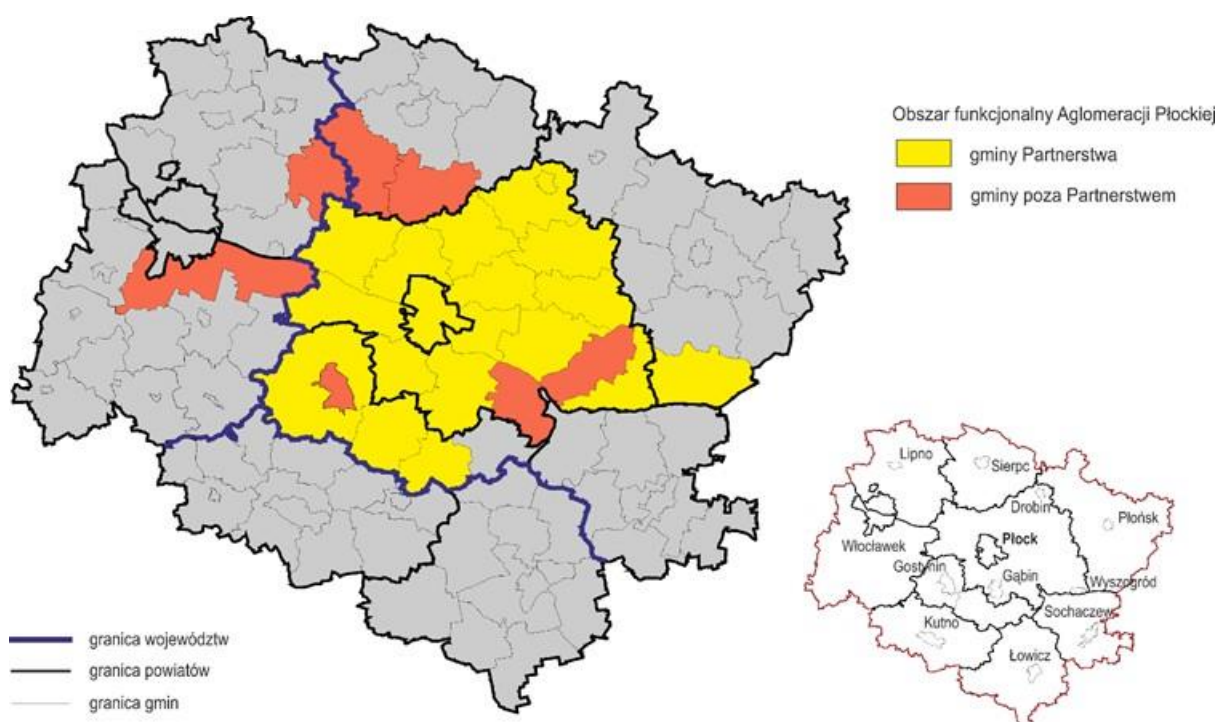 Obszar funkcjonalny Aglomeracji Płockiej
gminy Partnerstwa
gminy poza Partnerstwem
granica województw
granica powiatów
granica gmin
Lipno
Sierpc
Drobin
Płońsk
Płock
Włocławek
Gostynin
Gąbin
Wyszogród
Sochaczew
Kutno
Łowicz